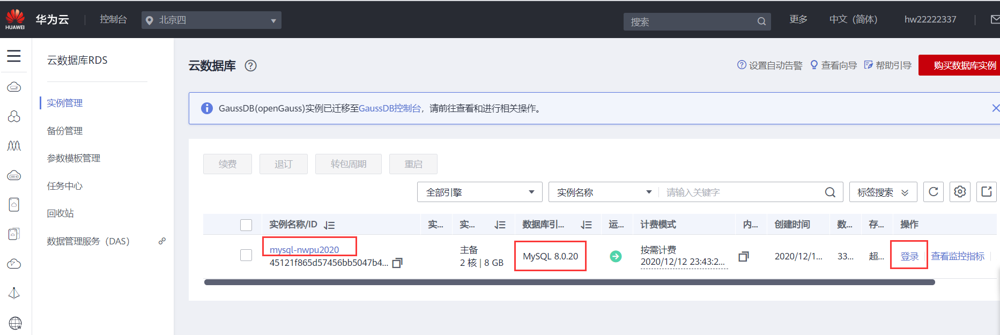 HUAWEI
华为云
控制台
北京四
搜索
更多
中文（简体）
hw22222337
云数据库RDS
实例管理
备份管理
参数模板管理
任务中心
回收站
数据管理服务（DAS）
云数据库
设置自动告警
查看向导
帮助引导
购买数据库实例
GaussDB(openGauss)实例已迁移至GaussDB控制台，请前往查看和进行相关操作。
续费
退订
转包周期
重启
全部引擎
实例名称
请输入关键字
标签搜索
实例名称/ID
实...
实...
数据库引...
运...
计费模式
内...
创建时间
数...
存...
操作
mysql-nwpu2020
45121f865d57456bb5047b4...
主备
2 核 | 8 GB
MySQL 8.0.20
按需计费
2020/12/12 23:43:2...
2020/12/1...
33...
超...
登录
查看监控指标